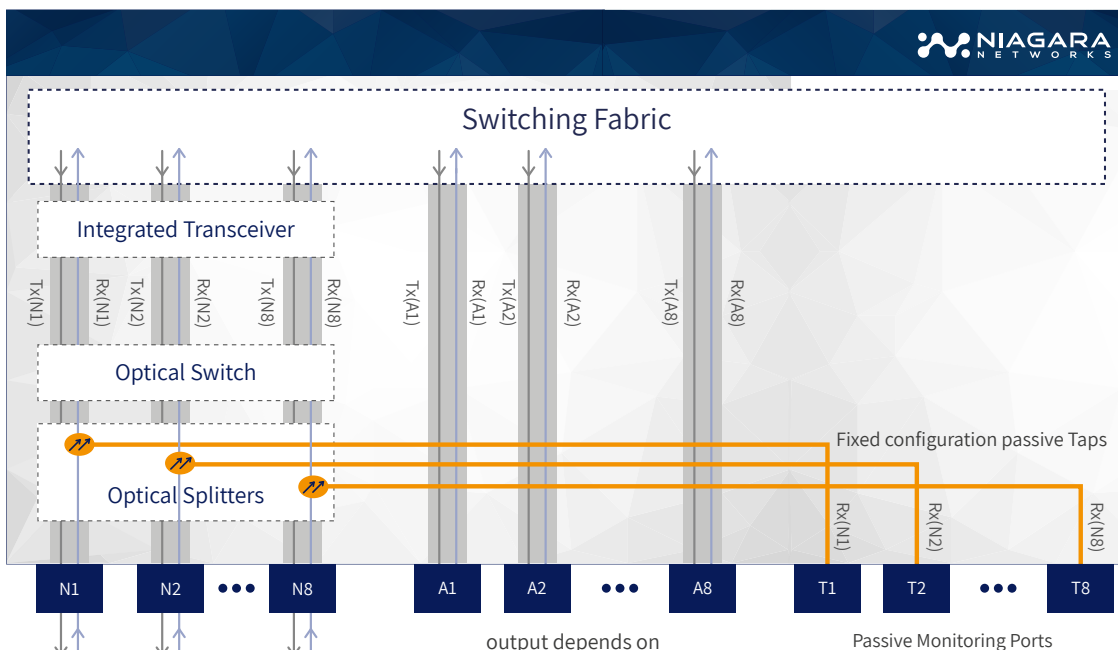 NIAGARA
NETWORKS
Switching Fabric
Integrated Transceiver
Tx(N1)
Rx(N1)
Tx(N2)
Rx(N2)
Tx(N8)
Rx(N8)
Tx(A1)
Rx(A1)
Tx(A2)
Rx(A2)
Tx(A8)
Rx(A8)
Optical Switch
Fixed configuration passive Taps
Optical Splitters
Rx(N1)
Rx(N2)
Rx(N8)
N1
N2
•••
N8
A1
A2
•••
A8
T1
T2
•••
T8
output depends on
Passive Monitoring Ports